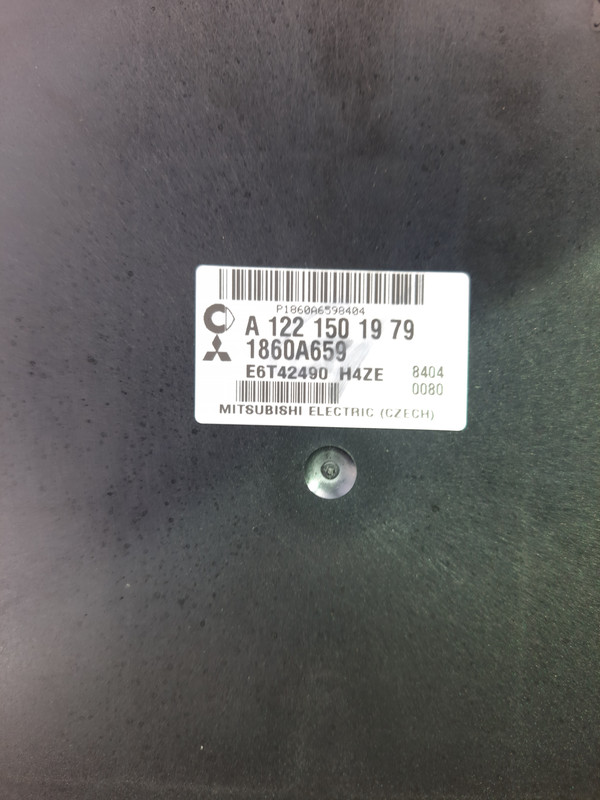 P1860A6598404
A 122 150 19 79
1860A659
E6T42490 H4ZE 8404
0080
MITSUBISHI ELECTRIC (CZECH)